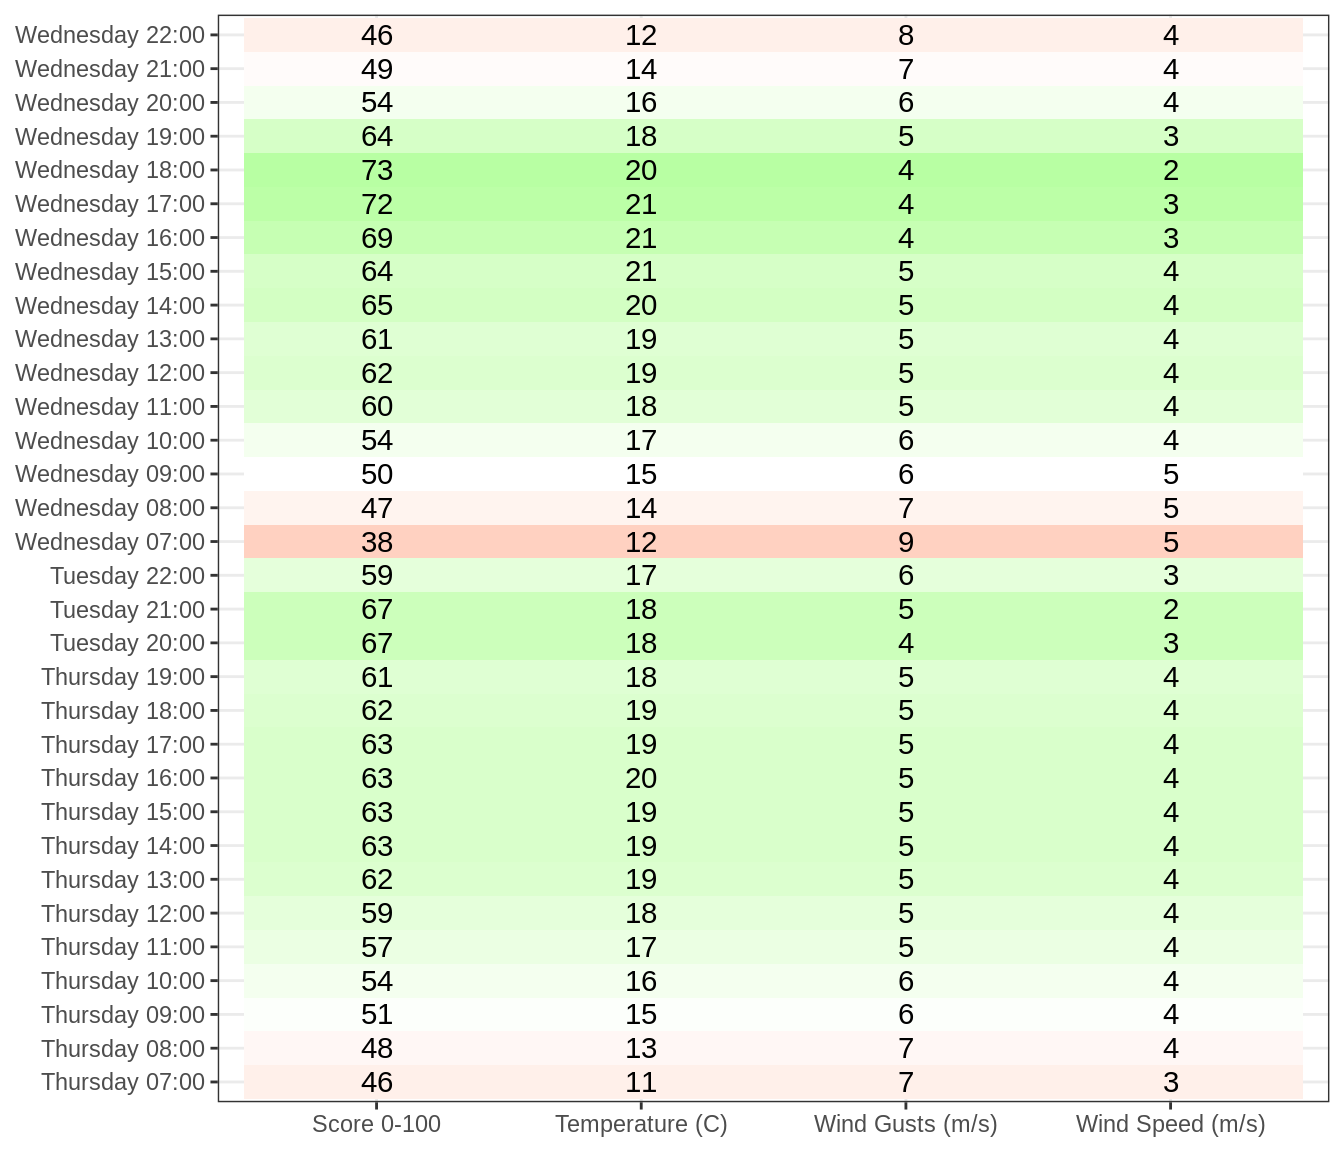 Wednesday 22:00 46 12 8 4
Wednesday 21:00 49 14 7 4
Wednesday 20:00 54 16 6 4
Wednesday 19:00 64 18 5 3
Wednesday 18:00 73 20 4 2
Wednesday 17:00 72 21 4 3
Wednesday 16:00 69 21 4 3
Wednesday 15:00 64 21 5 4
Wednesday 14:00 65 20 5 4
Wednesday 13:00 61 19 5 4
Wednesday 12:00 62 19 5 4
Wednesday 11:00 60 18 5 4
Wednesday 10:00 54 17 6 4
Wednesday 09:00 50 15 6 5
Wednesday 08:00 47 14 7 5
Wednesday 07:00 38 12 9 5
Tuesday 22:00 59 17 6 3
Tuesday 21:00 67 18 5 2
Tuesday 20:00 67 18 4 3
Thursday 19:00 61 18 5 4
Thursday 18:00 62 19 5 4
Thursday 17:00 63 19 5 4
Thursday 16:00 63 20 5 4
Thursday 15:00 63 19 5 4
Thursday 14:00 63 19 5 4
Thursday 13:00 62 19 5 4
Thursday 12:00 59 18 5 4
Thursday 11:00 57 17 5 4
Thursday 10:00 54 16 6 4
Thursday 09:00 51 15 6 4
Thursday 08:00 48 13 7 4
Thursday 07:00 46 11 7 3
Score 0-100 Temperature (C) Wind Gusts (m/s) Wind Speed (m/s)